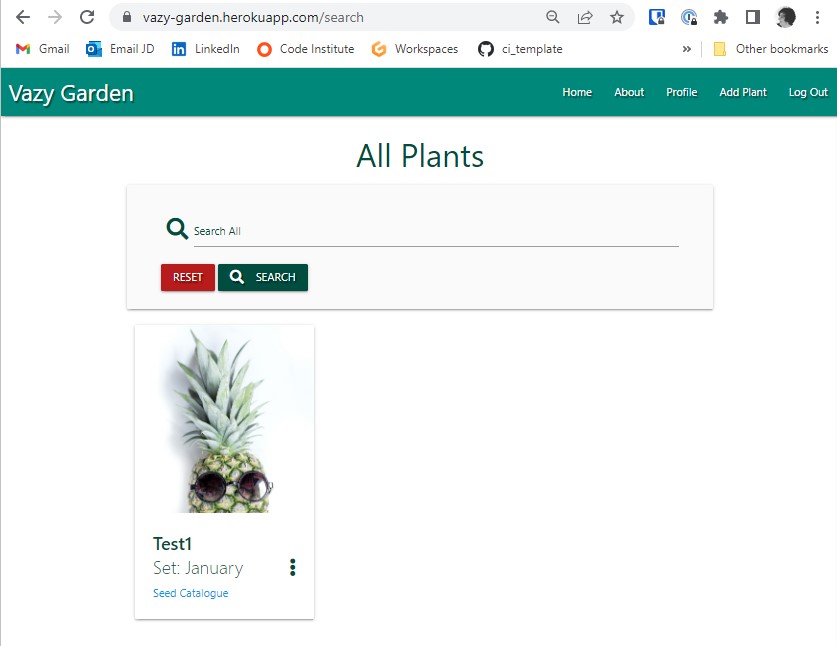 vazy-garden.herokuapp.com/search
Gmail Email JD LinkedIn Code Institute Workspaces ci_template » Other bookmarks
Vazy Garden Home About Profile Add Plant Log Out
All Plants
Search All
RESET SEARCH
Test1
Set: January
Seed Catalogue